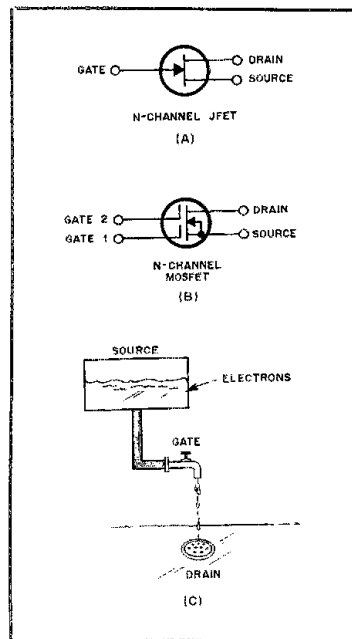 DRAIN
GATE
SOURCE
N-CHANNEL JFET
(A)
DRAIN
GATE 2
GATE 1
SOURCE
N-CHANNEL
MOSFET
(B)
SOURCE
ELECTRONS
GATE
DRAIN
(C)